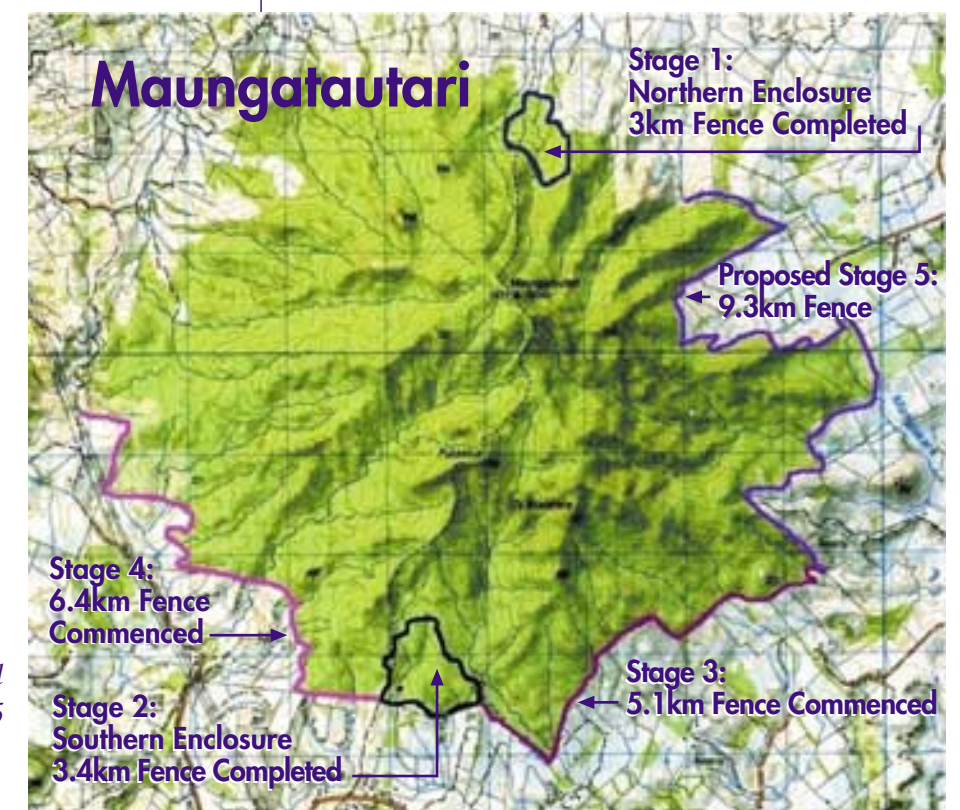 Maungatautari
Stage 1:
Northern Enclosure
3km Fence Completed
Proposed Stage 5:
9.3km Fence
Stage 4:
6.4km Fence
Commenced
Stage 3:
5.1km Fence Commenced
Stage 2:
Southern Enclosure
3.4km Fence Completed